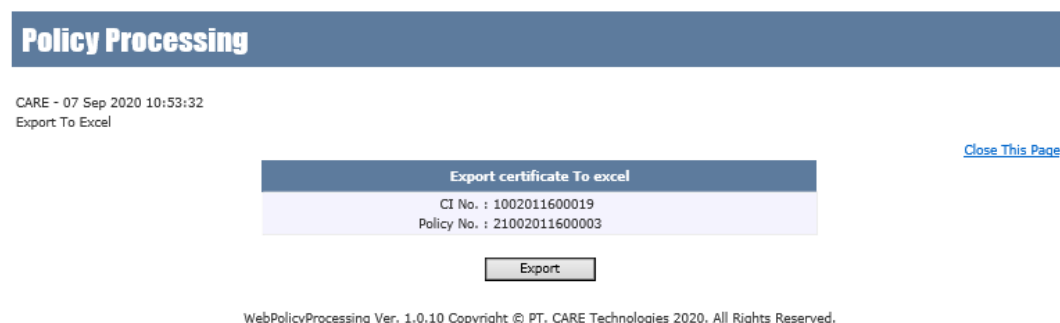 Policy Processing
CARE - 07 Sep 2020 10:53:32
Export To Excel
Close This Page
Export certificate To excel
CI No. : 1002011600019
Policy No. : 21002011600003
Export
WebPolicyProcessing Ver. 1.0.10 Copyright © PT. CARE Technologies 2020. All Rights Reserved.